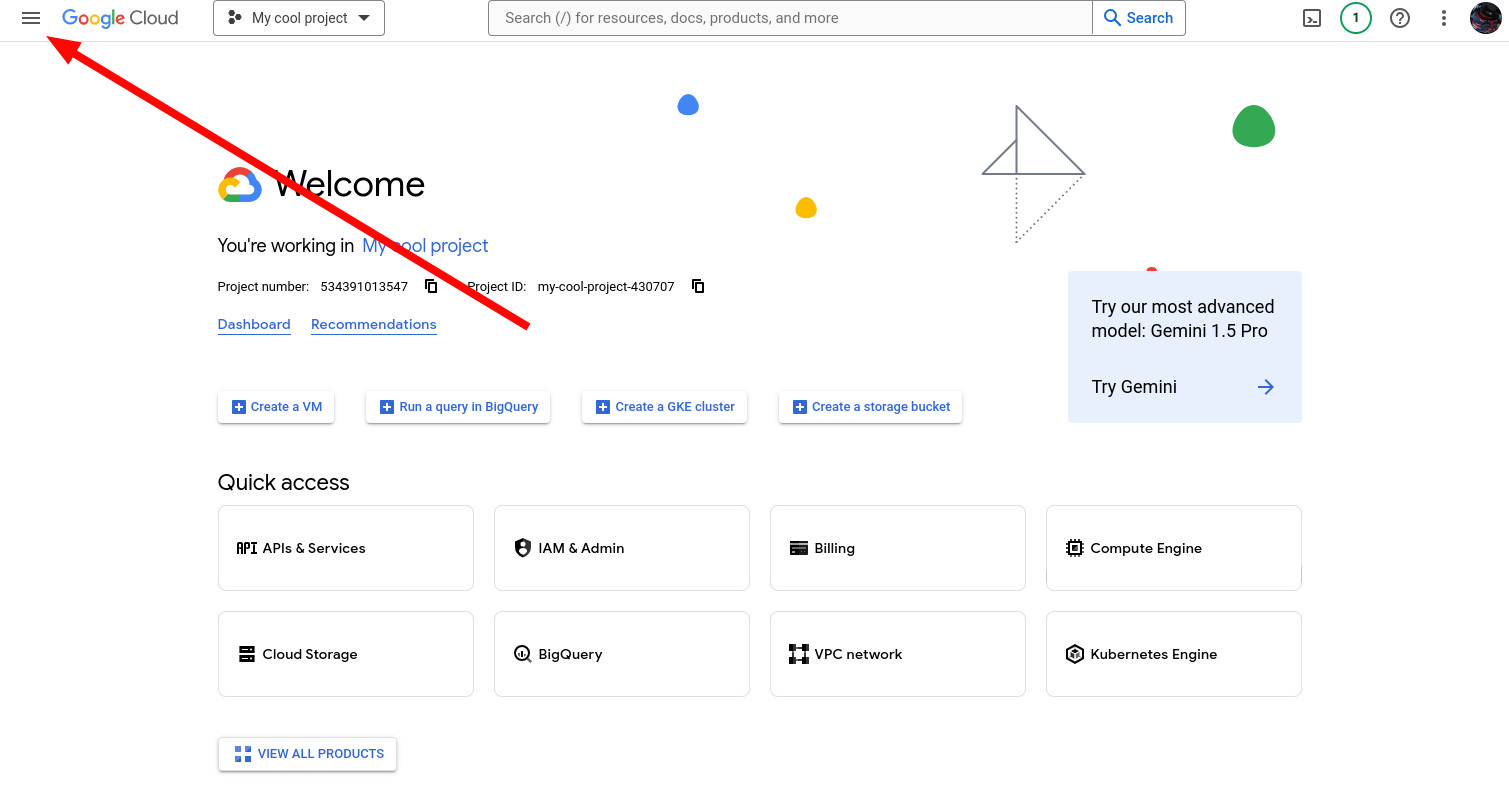 Google Cloud
My cool project
Search (/) for resources, docs, products, and more
Search
1
Welcome
You're working in My cool project
Project number: 534391013547 Project ID: my-cool-project-430707
Dashboard Recommendations
Try our most advanced
model: Gemini 1.5 Pro
Try Gemini
Create a VM
Run a query in BigQuery
Create a GKE cluster
Create a storage bucket
Quick access
API APIs & Services
IAM & Admin
Billing
Compute Engine
Cloud Storage
BigQuery
VPC network
Kubernetes Engine
VIEW ALL PRODUCTS